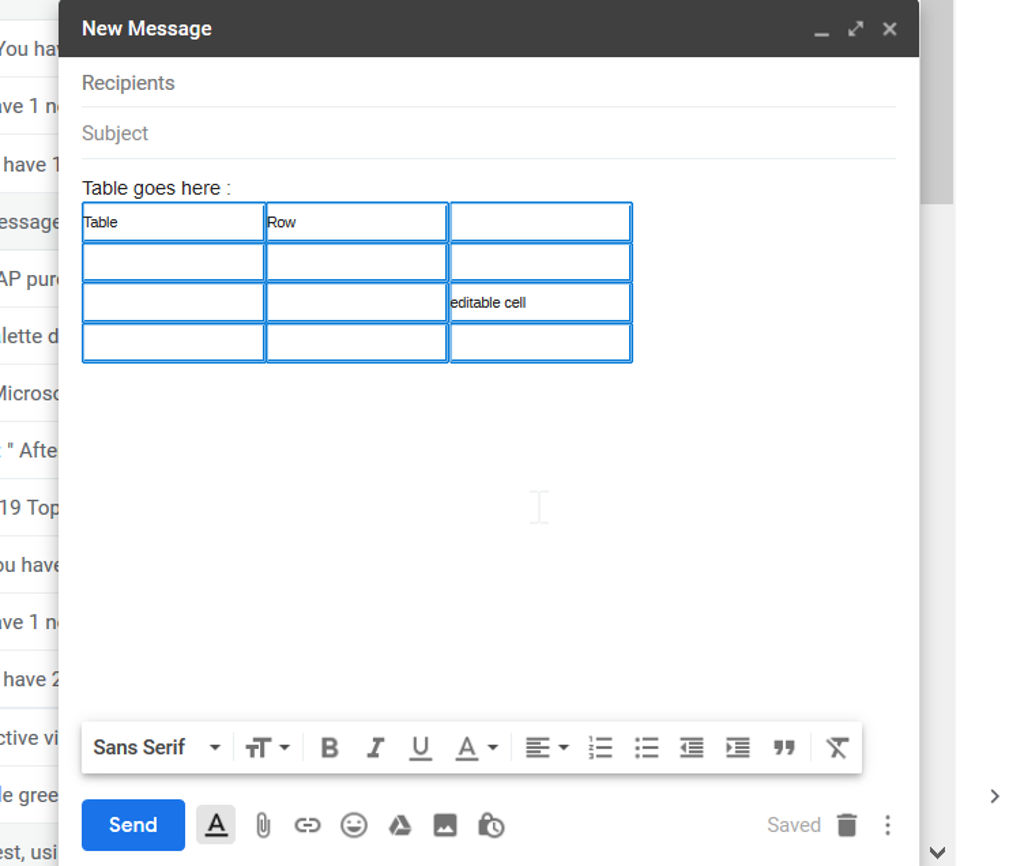 New Message
You hav
Recipients
ave 1 n
Subject
have 1
Table goes here :
essage
Table Row
AP pur
editable cell
lette d
Micros
: " Afte
19 Top
ou have
ave 1 n
have 2
ctive vi
Sans Serif
le gree
Send
Saved
est, usi